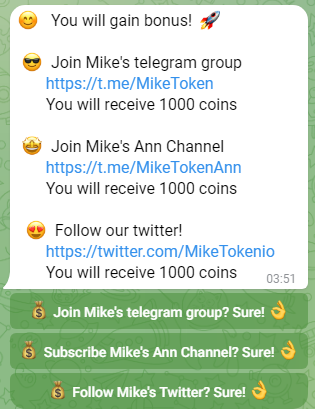 😊 You will gain bonus! 🚀
😎 Join Mike's telegram group
https://t.me/MikeToken
You will receive 1000 coins
🤩 Join Mike's Ann Channel
https://t.me/MikeTokenAnn
You will receive 1000 coins
😍 Follow our twitter!
https://twitter.com/MikeTokenio
You will receive 1000 coins
03:51
💰 Join Mike's telegram group? Sure! 👌
💰 Subscribe Mike's Ann Channel? Sure! 👌
💰 Follow Mike's Twitter? Sure! 👌